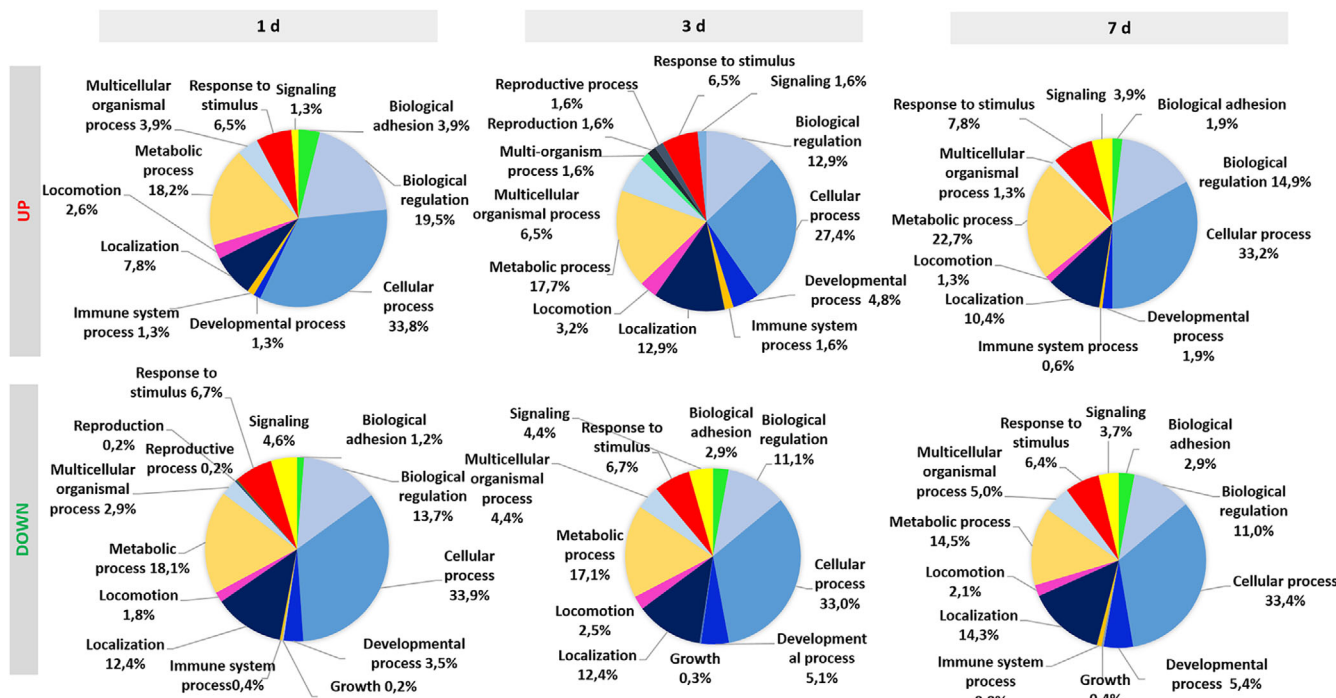 1 d
3 d
7 d
UP
Multicellular
organismal
process 3,9%
Response to
stimulus
6,5%
Signaling
1,3%
Biological
adhesion 3,9%
Metabolic
process
18,2%
Biological
regulation
19,5%
Locomotion
2,6%
Localization
7,8%
Immune system
process 1,3%
Developmental process
1,3%
Cellular
process
33,8%
Response to stimulus
6,5%
Signaling 1,6%
Reproductive process
1,6%
Reproduction 1,6%
Multi-organism
process 1,6%
Multicellular
organismal process
6,5%
Biological
regulation
12,9%
Cellular
process
27,4%
Metabolic process
17,7%
Locomotion
3,2%
Localization
12,9%
Developmental
process 4,8%
Immune system
process 1,6%
Signaling 3,9%
Response to stimulus
7,8%
Biological adhesion
1,9%
Multicellular
organismal
process 1,3%
Biological
regulation 14,9%
Metabolic process
22,7%
Cellular process
33,2%
Locomotion
1,3%
Localization
10,4%
Immune system process
0,6%
Developmental
process
1,9%
DOWN
Response to
stimulus 6,7%
Signaling
4,6%
Reproduction
0,2%
Reproductive
process 0,2%
Biological
adhesion 1,2%
Multicellular
organismal
process 2,9%
Biological
regulation
13,7%
Metabolic
process 18,1%
Cellular
process
33,9%
Locomotion
1,8%
Localization
12,4%
Immune system
process0,4%
Developmental
process 3,5%
Growth 0,2%
Signaling
4,4%
Response to
stimulus
6,7%
Biological
adhesion
2,9%
Biological
regulation
11,1%
Multicellular
organismal
process
4,4%
Metabolic
process
17,1%
Cellular
process
33,0%
Locomotion
2,5%
Localization
12,4%
Growth
0,3%
Development
al process
5,1%
Signaling
3,7%
Response to
stimulus
6,4%
Biological
adhesion
2,9%
Multicellular
organismal
process 5,0%
Biological
regulation
11,0%
Metabolic process
14,5%
Cellular process
33,4%
Locomotion
2,1%
Localization
14,3%
Immune system
process
Growth
Developmental
process 5,4%